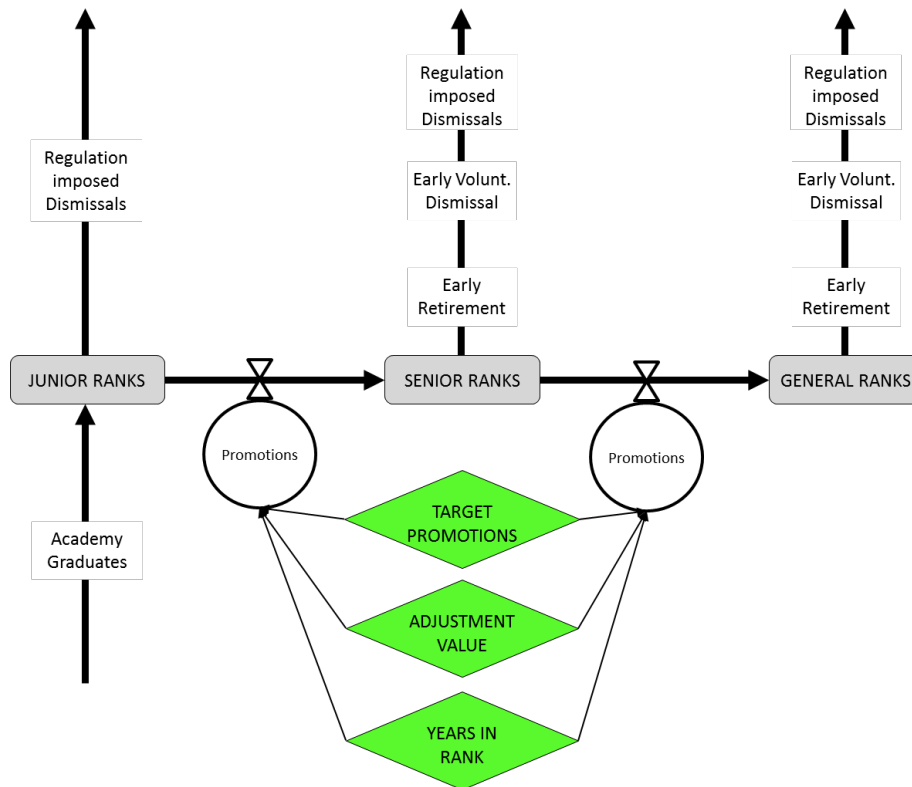 Regulation
imposed
Dismissals
Regulation
imposed
Dismissals
Regulation
imposed
Dismissals
Early Volunt.
Dismissal
Early Volunt.
Dismissal
Early
Retirement
Early
Retirement
JUNIOR RANKS
SENIOR RANKS
GENERAL RANKS
Promotions
Promotions
TARGET
PROMOTIONS
Academy
Graduates
ADJUSTMENT
VALUE
YEARS IN
RANK